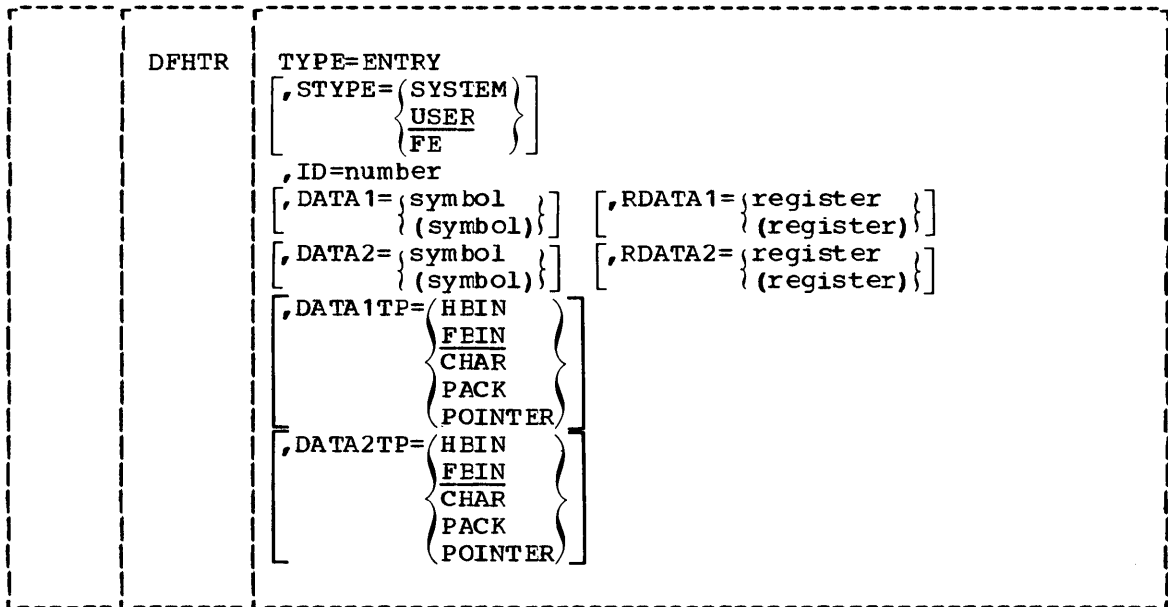 DFHTR TYPE=ENTRY
[,STYPE={SYSTEM
USER
FE}]
,ID=number
[,DATA1={symbol [,RDATA1={register
(symbol)}] (register)}]
[,DATA2={symbol [,RDATA2={register
(symbol)}] (register)}]
[,DATA1TP={HBIN
FBIN
CHAR
PACK
POINTER}]
[,DATA2TP={HBIN
FBIN
CHAR
PACK
POINTER}]